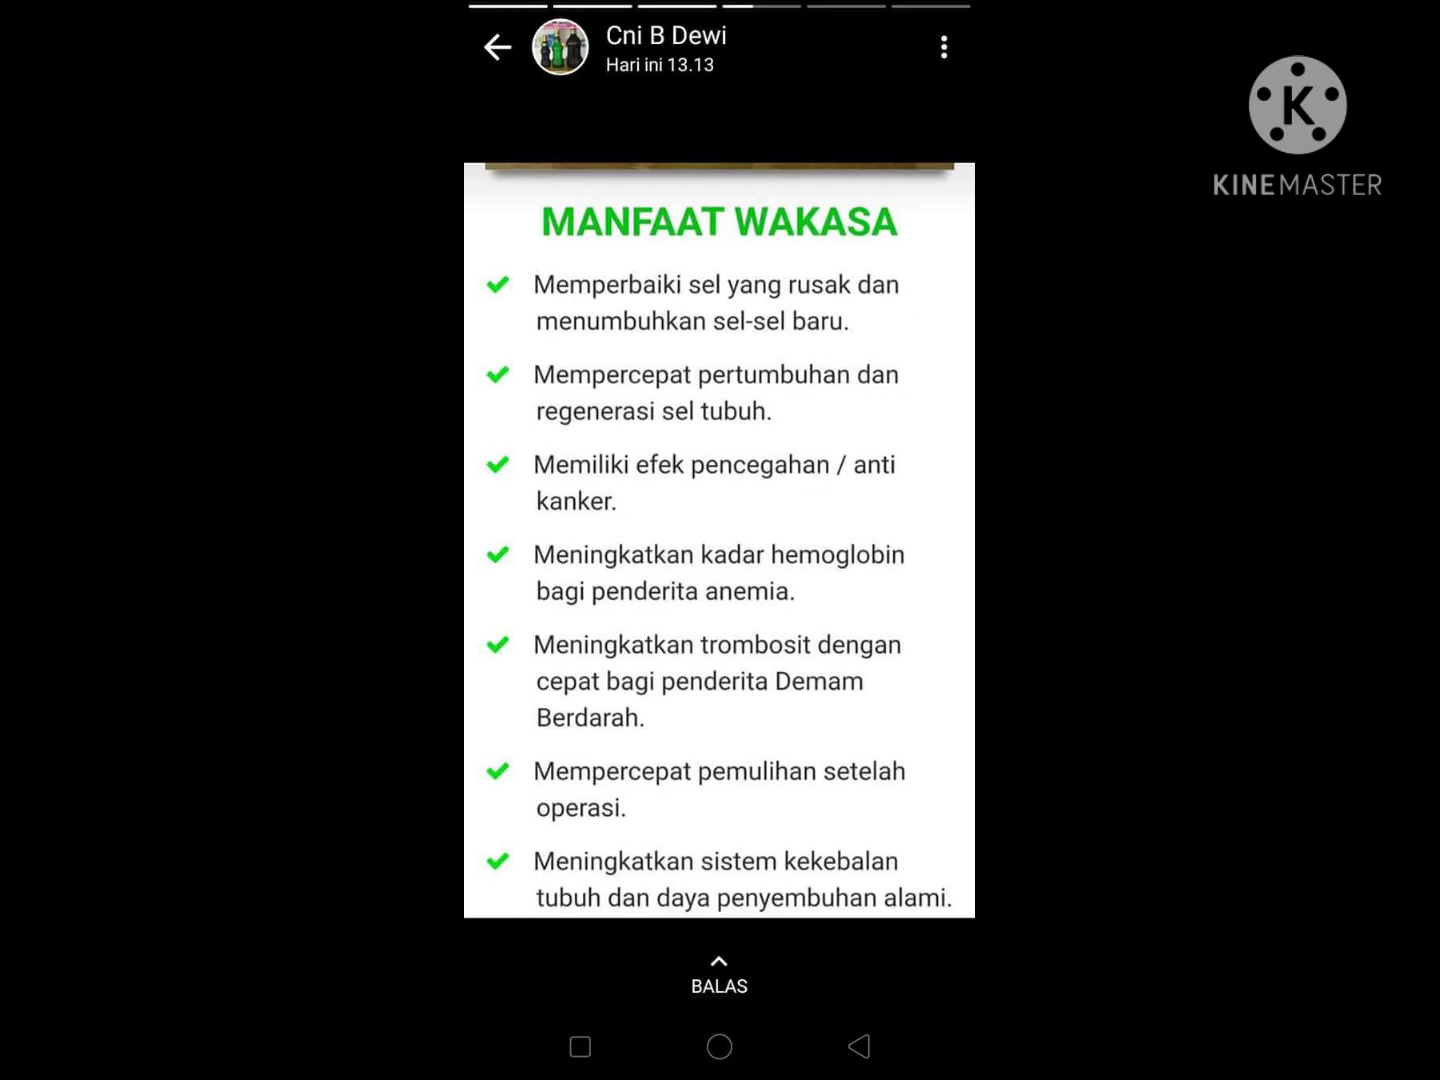 Cni B Dewi
Hari ini 13.13
K
KINEMASTER
MANFAAT WAKASA
Memperbaiki sel yang rusak dan
menumbuhkan sel-sel baru.
Mempercepat pertumbuhan dan
regenerasi sel tubuh.
Memiliki efek pencegahan / anti
kanker.
Meningkatkan kadar hemoglobin
bagi penderita anemia.
Meningkatkan trombosit dengan
cepat bagi penderita Demam
Berdarah.
Mempercepat pemulihan setelah
operasi.
Meningkatkan sistem kekebalan
tubuh dan daya penyembuhan alami.
BALAS